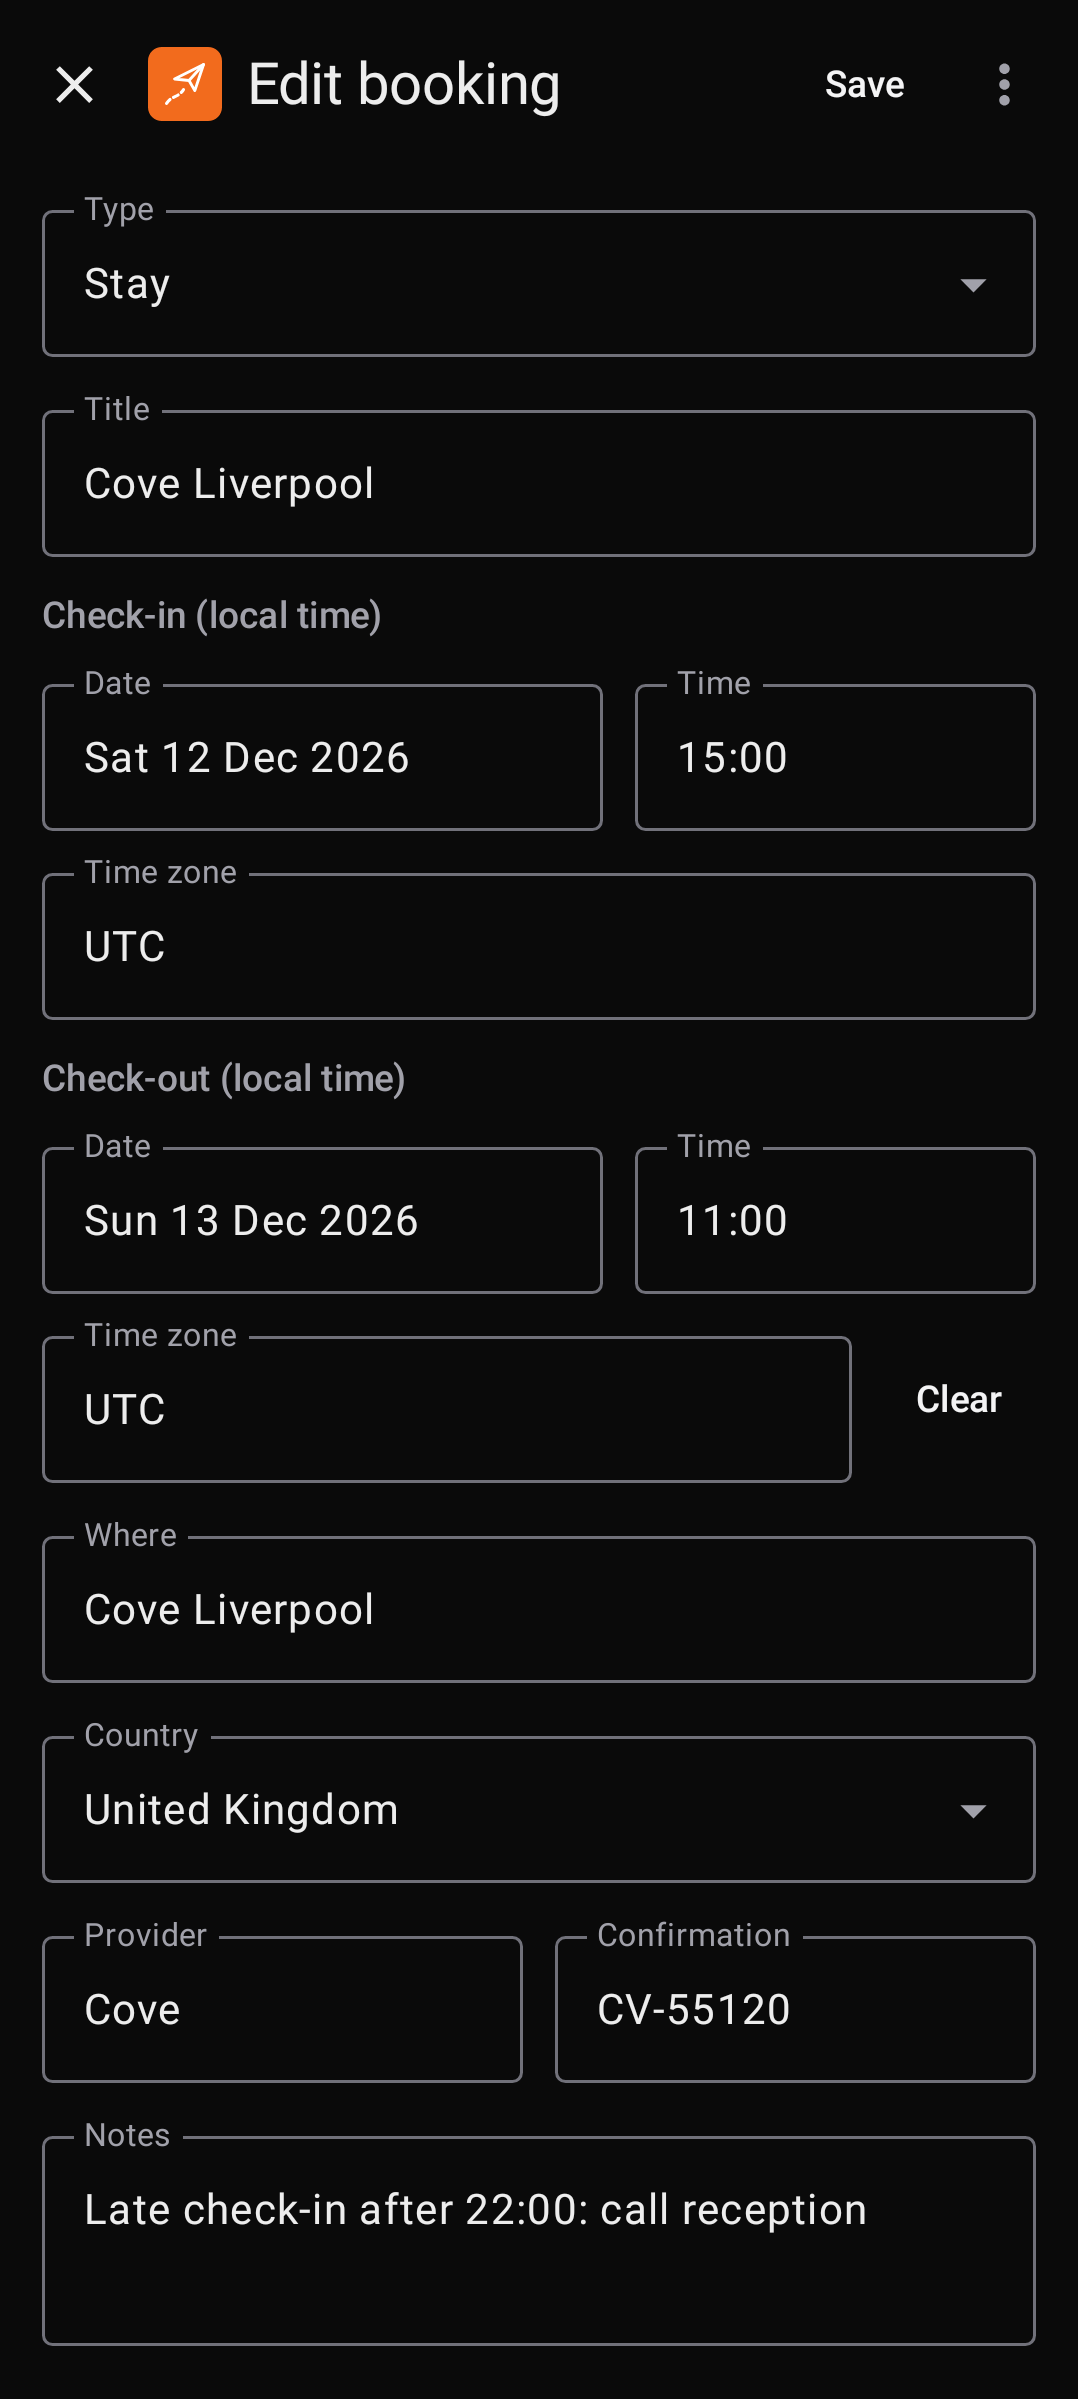 Edit booking
Save
Type
Stay
Title
Cove Liverpool
Check-in (local time)
Date
Sat 12 Dec 2026
Time
15:00
Time zone
UTC
Check-out (local time)
Date
Sun 13 Dec 2026
Time
11:00
Time zone
UTC
Clear
Where
Cove Liverpool
Country
United Kingdom
Provider
Cove
Confirmation
CV-55120
Notes
Late check-in after 22:00: call reception